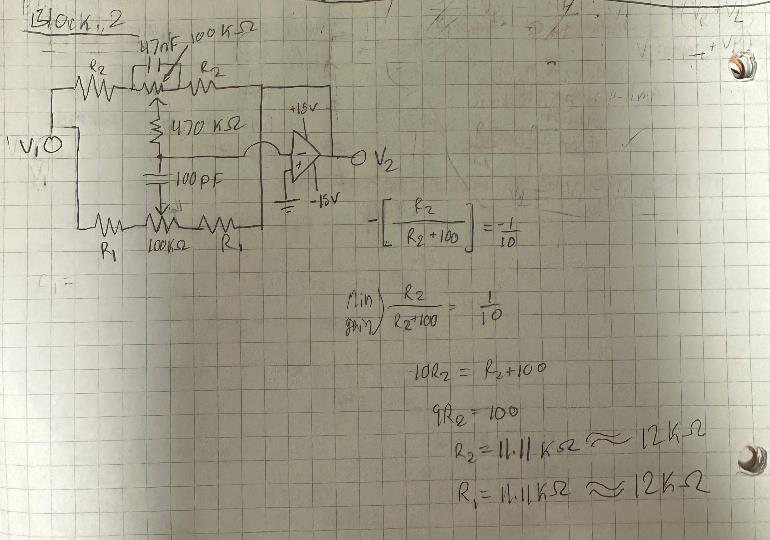 Block. 2
47nF 100KΩ
R2 R2
470 KΩ
+15V
V1
V2
100pF
-15V
R1 100KΩ R1
-[R2 / R2+100] = -1/10
Min gain) R2 / R2+100 = 1/10
10R2 = R2+100
9R2 = 100
R2 = 11.11 KΩ ≈ 12KΩ
R1 = 11.11KΩ ≈ 12KΩ